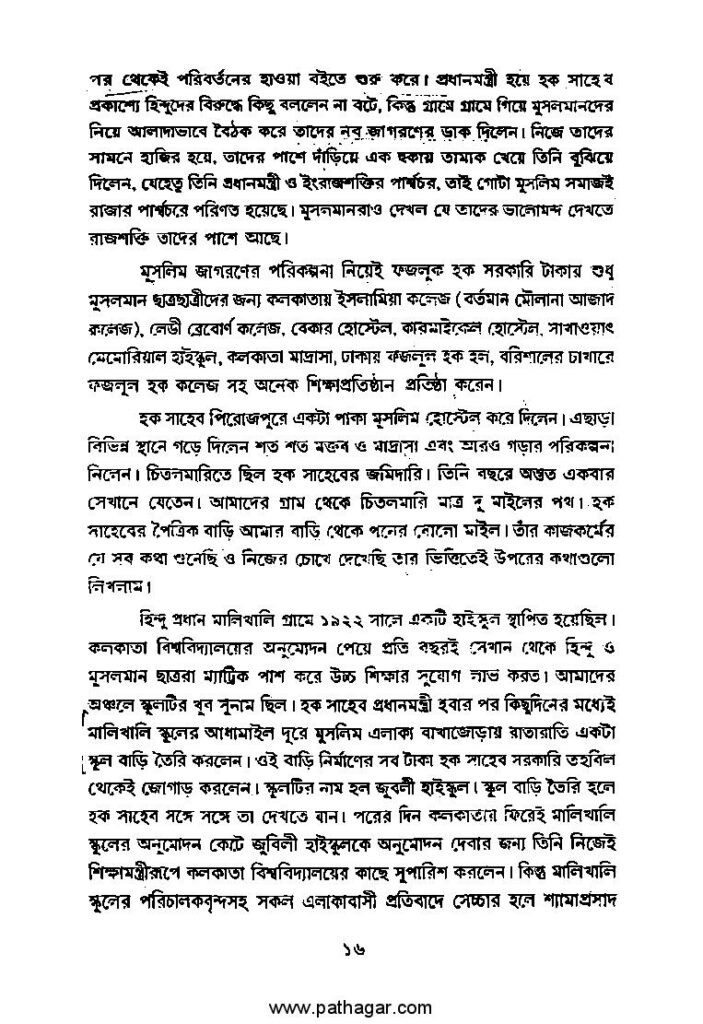 পর থেকেই পরিবর্তনের হাওয়া বইতে শুরু করে। প্রধানমন্ত্রী হয়ে হক সাহেব
প্রকাশ্যে হিন্দুদের বিরুদ্ধে কিছু বললেন না বটে, কিন্তু গ্রামে গ্রামে গিয়ে মুসলমানদের
নিয়ে আলাদাভাবে বৈঠক করে তাদের নব জাগরণের ডাক দিলেন। নিজে তাদের
সামনে হাজির হয়ে, তাদের পাশে দাঁড়িয়ে এক হুকায় তামাক খেয়ে তিনি বুঝিয়ে
দিলেন, যেহেতু তিনি প্রধানমন্ত্রী ও ইংরাজশক্তির পার্শ্বচর, তাই গোটা মুসলিম সমাজই
রাজার পার্শ্বচরে পরিণত হয়েছে। মুসলমানরাও দেখল যে তাদের ভালোমন্দ দেখতে
রাজশক্তি তাদের পাশে আছে।
মুসলিম জাগরণের পরিকল্পনা নিয়েই ফজলুক হক সরকারি টাকায় শুধু
মুসলমান ছাত্রছাত্রীদের জন্য কলকাতায় ইসলামিয়া কলেজ (বর্তমান মৌলানা আজাদ
কলেজ), লেডী ব্রেবোর্ণ কলেজ, বেকার হোস্টেল, কারমাইকেল হোস্টেল, সাখাওয়াৎ
মেমোরিয়াল হাইস্কুল, কলকাতা মাদ্রাসা, ঢাকায় ফজলুল হক হল, বরিশালের চাখারে
ফজলুল হক কলেজ সহ অনেক শিক্ষাপ্রতিষ্ঠান প্রতিষ্ঠা করেন।
হক সাহেব পিরোজপুরে একটা পাকা মুসলিম হোস্টেল করে দিলেন। এছাড়া
বিভিন্ন স্থানে গড়ে দিলেন শত শত মক্তব ও মাদ্রাসা এবং আরও গড়ার পরিকল্পনা
নিলেন। চিতলমারিতে ছিল হক সাহেবের জমিদারি। তিনি বছরে অন্তত একবার
সেখানে যেতেন। আমাদের গ্রাম থেকে চিতলমারি মাত্র দু মাইলের পথ। হক
সাহেবের পৈত্রিক বাড়ি আমার বাড়ি থেকে পনের ষোলো মাইল। তাঁর কাজকর্মের
যে সব কথা শুনেছি ও নিজের চোখে দেখেছি তার ভিত্তিতেই উপরের কথাগুলো
লিখলাম।
হিন্দু প্রধান মালিখালি গ্রামে ১৯২২ সালে একটি হাইস্কুল স্থাপিত হয়েছিল।
কলকাতা বিশ্ববিদ্যালয়ের অনুমোদন পেয়ে প্রতি বছরই সেখান থেকে হিন্দু ও
মুসলমান ছাত্ররা ম্যাট্রিক পাশ করে উচ্চ শিক্ষার সুযোগ লাভ করত। আমাদের
অঞ্চলে স্কুলটির খুব সুনাম ছিল। হক সাহেব প্রধানমন্ত্রী হবার পর কিছুদিনের মধ্যেই
মালিখালি স্কুলের আধামাইল দূরে মুসলিম এলাকা বাখাজোড়ায় রাতারাতি একটা
স্কুল বাড়ি তৈরি করলেন। ওই বাড়ি নির্মাণের সব টাকা হক সাহেব সরকারি তহবিল
থেকেই জোগাড় করলেন। স্কুলটির নাম হল জুবলী হাইস্কুল। স্কুল বাড়ি তৈরি হলে
হক সাহেব সঙ্গে সঙ্গে তা দেখতে যান। পরের দিন কলকাতায় ফিরেই মালিখালি
স্কুলের অনুমোদন কেটে জুবিলী হাইস্কুলকে অনুমোদন দেবার জন্য তিনি নিজেই
শিক্ষামন্ত্রীরূপে কলকাতা বিশ্ববিদ্যালয়ের কাছে সুপারিশ করলেন। কিন্তু মালিখালি
স্কুলের পরিচালকবৃন্দসহ সকল এলাকাবাসী প্রতিবাদে সোচ্চার হলে শ্যামাপ্রসাদ
১৬
www.pathagar.com